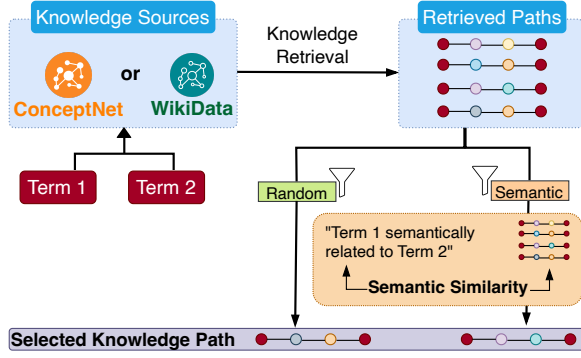 Knowledge Sources
Retrieved Paths
Knowledge
Retrieval
or
ConceptNet
WikiData
Term 1
Term 2
Random
Semantic
"Term 1 semantically
related to Term 2"
Semantic Similarity
Selected Knowledge Path